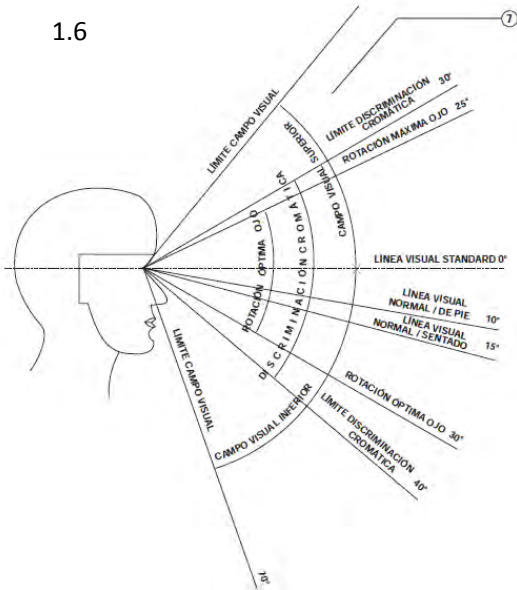 1.6
7
LÍMITE CAMPO VISUAL
LÍMITE DISCRIMINACIÓN
CROMÁTICA
30°
ROTACIÓN MÁXIMA OJO
25°
CAMPO VISUAL SUPERIOR
DISCRIMINACIÓN CROMÁTICA
ROTACIÓN ÓPTIMA OJO
LÍNEA VISUAL STANDARD 0°
LÍNEA VISUAL
NORMAL / DE PIE
10°
LÍNEA VISUAL
NORMAL / SENTADO
15°
ROTACIÓN ÓPTIMA OJO 30°
LÍMITE DISCRIMINACIÓN
CROMÁTICA
40°
CAMPO VISUAL INFERIOR
LÍMITE CAMPO VISUAL
70°